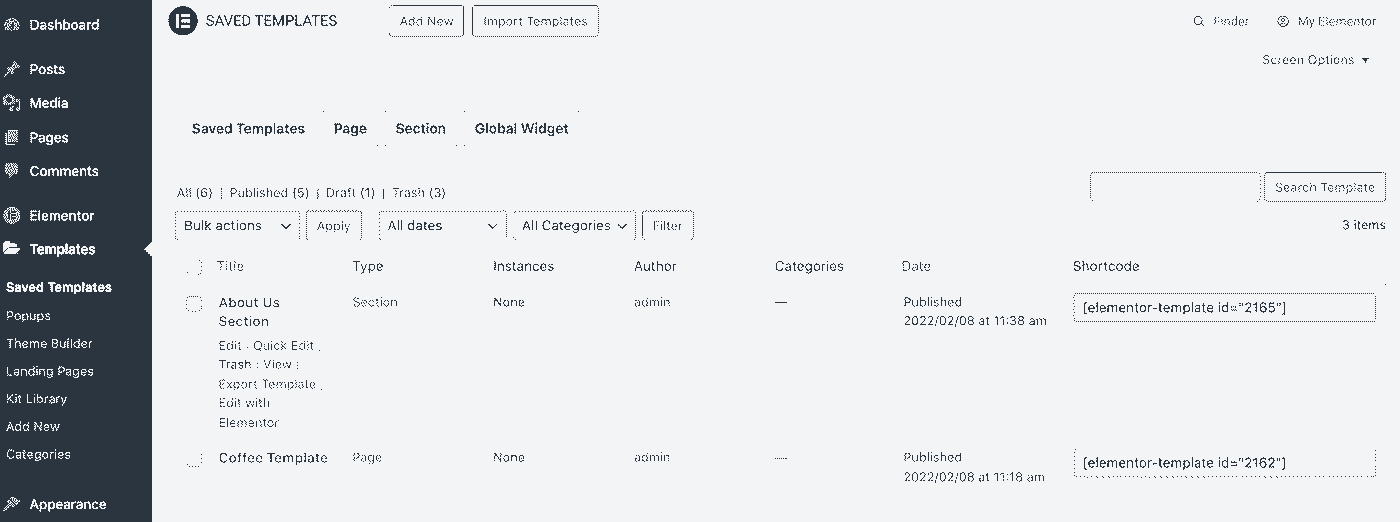 Dashboard
Posts
Media
Pages
Comments
Elementor
Templates
Saved Templates
Popups
Theme Builder
Landing Pages
Kit Library
Add New
Categories
Appearance
SAVED TEMPLATES Add New Import Templates
Finder My Elementor
Screen Options
Saved Templates Page Section Global Widget
All (6) | Published (5) | Draft (1) | Trash (3)
Search Template
Bulk actions Apply All dates All Categories Filter
3 items
Title Type Instances Author Categories Date Shortcode
About Us Section None admin — Published [elementor-template id="2165"]
Section 2022/02/08 at 11:38 am
Edit | Quick Edit |
Trash | View |
Export Template |
Edit with
Elementor
Coffee Template Page None admin — Published [elementor-template id="2162"]
2022/02/08 at 11:18 am